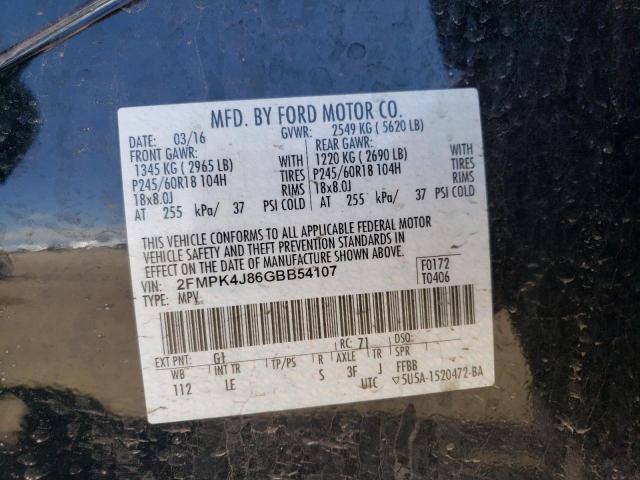 MFD. BY FORD MOTOR CO.
DATE: 03/16 GVWR: 2549 KG ( 5620 LB)
FRONT GAWR: REAR GAWR:
1345 KG ( 2965 LB) WITH 1220 KG ( 2690 LB) WITH
P245/60R18 104H TIRES P245/60R18 104H TIRES
18x8.0J RIMS 18x8.0J RIMS
AT 255 kPa/ 37 PSI COLD AT 255 kPa/ 37 PSI COLD
THIS VEHICLE CONFORMS TO ALL APPLICABLE FEDERAL MOTOR
VEHICLE SAFETY AND THEFT PREVENTION STANDARDS IN
EFFECT ON THE DATE OF MANUFACTURE SHOWN ABOVE.
VIN: 2FMPK4J86GBB54107 F0172
TYPE: MPV T0406
EXT PNT: G1 RC: 71 DSO:
WB INT TR TP/PS R AXLE TR SPR
112 LE S 3F J FFBB
UTC ▽5U5A-1520472-BA